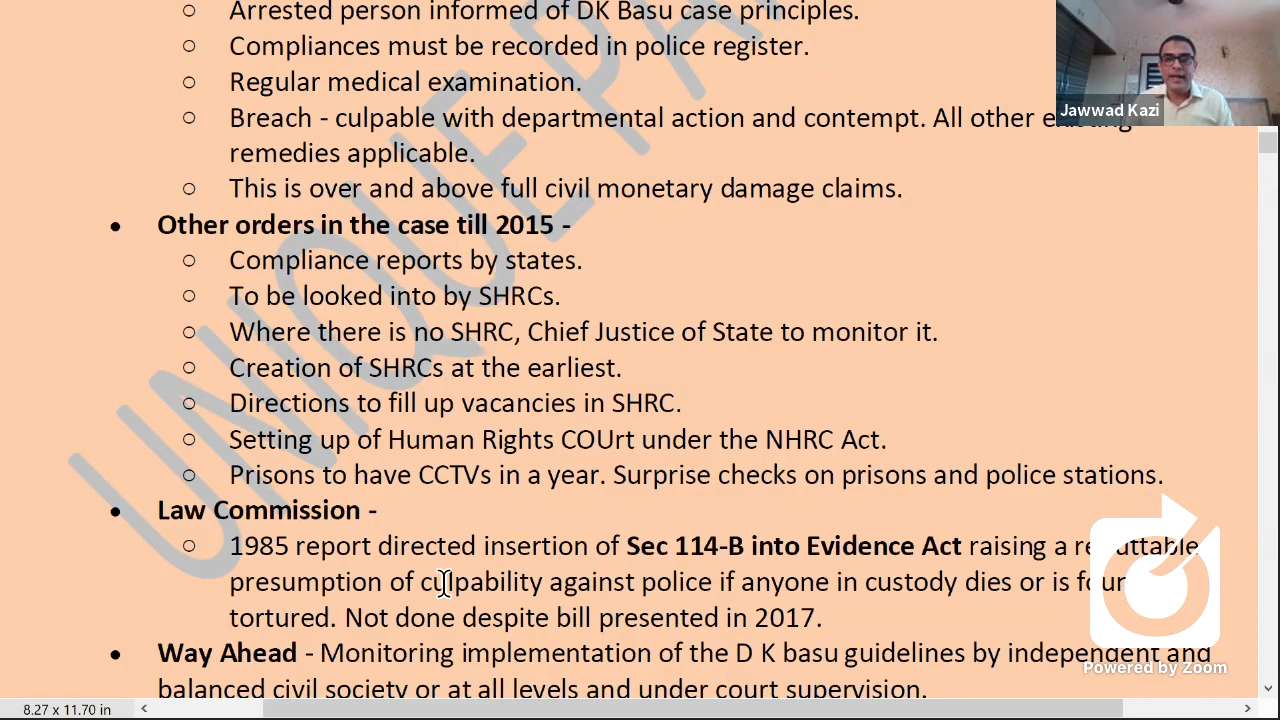 Arrested person informed of DK Basu case principles.
Compliances must be recorded in police register.
Regular medical examination.
Breach - culpable with departmental action and contempt. All other existing
remedies applicable.
This is over and above full civil monetary damage claims.
Other orders in the case till 2015 -
Compliance reports by states.
To be looked into by SHRCs.
Where there is no SHRC, Chief Justice of State to monitor it.
Creation of SHRCs at the earliest.
Directions to fill up vacancies in SHRC.
Setting up of Human Rights COUrt under the NHRC Act.
Prisons to have CCTVs in a year. Surprise checks on prisons and police stations.
Law Commission -
1985 report directed insertion of Sec 114-B into Evidence Act raising a
presumption of culpability against police if anyone in custody dies or is
tortured. Not done despite bill presented in 2017.
Way Ahead - Monitoring implementation of the D K basu guidelines by independent and
balanced civil society or at all levels and under court supervision.
Jawwad Kazi
UNIQUE
Powered by Zoom
8.27 x 11.70 in